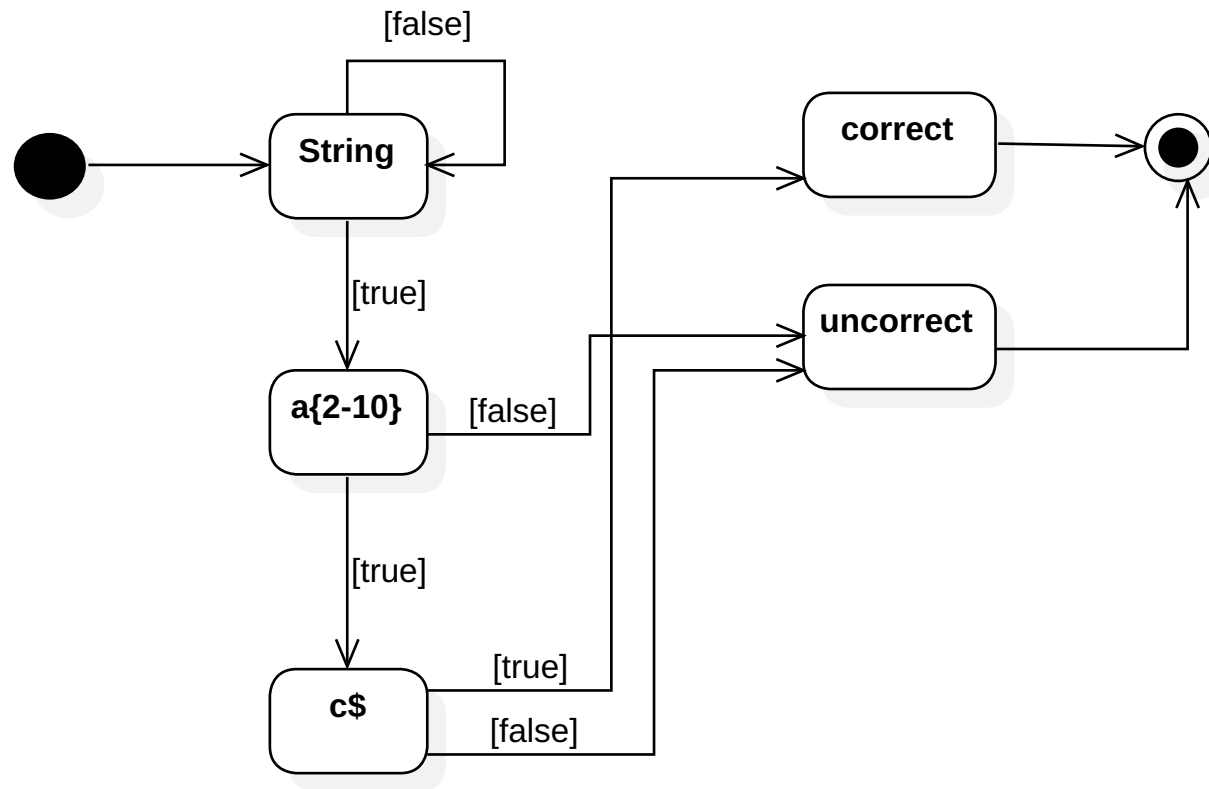 [false]
String
correct
[true]
uncorrect
a{2-10}
[false]
[true]
[true]
c$
[false]